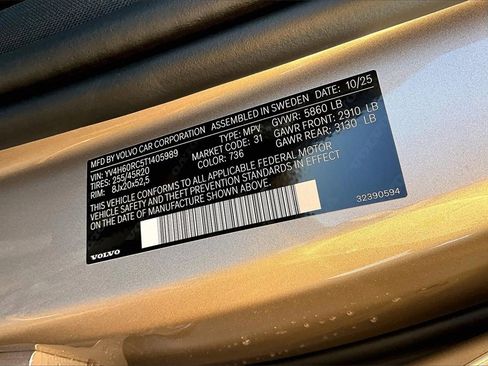 MFD BY VOLVO CAR CORPORATION ASSEMBLED IN SWEDEN DATE: 10/25
VIN: YV4H60RC5T1405989 TYPE: MPV GVWR: 5860 LB
TIRES: 255/45R20 MARKET CODE: 31 GAWR FRONT: 2910 LB
RIM: 8Jx20x52,5 COLOR: 736 GAWR REAR: 3130 LB
THIS VEHICLE CONFORMS TO ALL APPLICABLE FEDERAL MOTOR
VEHICLE SAFETY AND THEFT PREVENTION STANDARDS IN EFFECT
ON THE DATE OF MANUFACTURE SHOWN ABOVE.
32390594
VOLVO